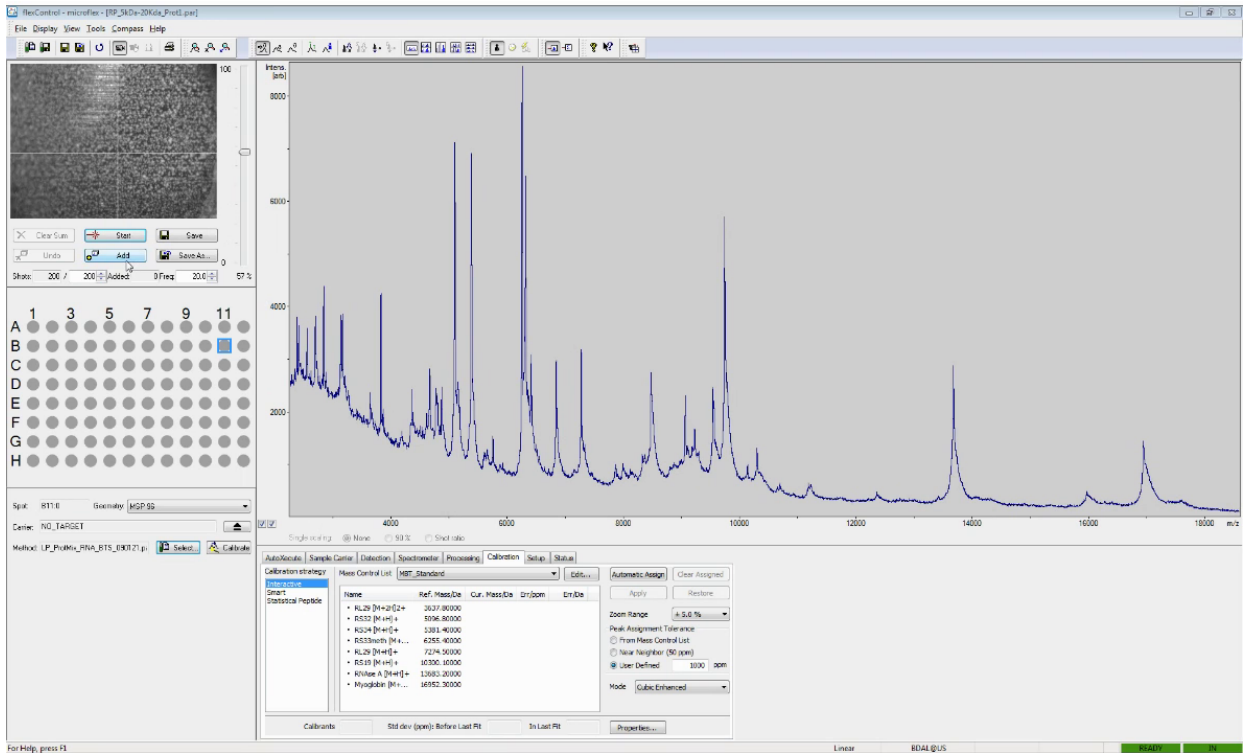 flexControl - microflex - [RP_5kDa-20Kda_Prot1.par]
File Display View Tools Compass Help
100
Clear Sum Start Save
Undo Add Save As...
0
Shots: 200 / 200 Added: 0 Freq: 20.0 57 %
1 3 5 7 9 11
A
B
C
D
E
F
G
H
Spot: B11:0 Geometry: MSP 96
Carrier: NO_TARGET
Method: LP_ProtMix_RNA_BTS_090121.p Select... Calibrate
Intens.
[arb]
8000
6000
4000
2000
4000 6000 8000 10000 12000 14000 16000 18000 m/z
Single scaling: None 90 % Shot ratio
AutoXecute Sample Carrier Detection Spectrometer Processing Calibration Setup Status
Calibration strategy
Interactive
Smart
Statistical Peptide
Mass Control List MBT_Standard Edit...
Name Ref. Mass/Da Cur. Mass/Da Err/ppm Err/Da
RL29 [M+2H]2+ 3637.80000
RS32 [M+H]+ 5096.80000
RS34 [M+H]+ 5381.40000
RS33meth [M+... 6255.40000
RL29 [M+H]+ 7274.50000
RS19 [M+H]+ 10300.10000
RNAse A [M+H]+ 13683.20000
Myoglobin [M+... 16952.30000
Automatic Assign Clear Assigned
Apply Restore
Zoom Range ± 5.0 %
Peak Assignment Tolerance
From Mass Control List
Near Neighbor (50 ppm)
User Defined 1000 ppm
Mode Cubic Enhanced
Calibrants Std dev (ppm): Before Last Fit In Last Fit Properties...
For Help, press F1 Linear BDAL@US READY IN